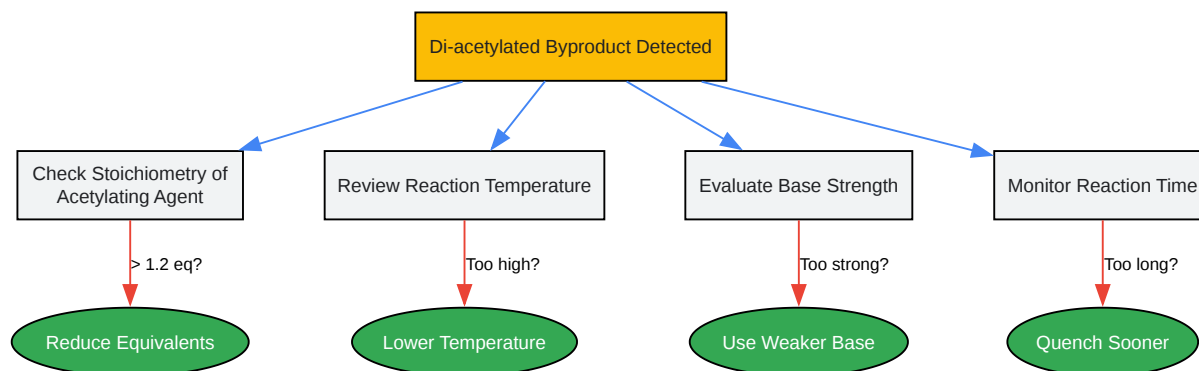 Di-acetylated Byproduct Detected
Check Stoichiometry of
Acetylating Agent
Review Reaction Temperature
Evaluate Base Strength
Monitor Reaction Time
> 1.2 eq?
Too high?
Too strong?
Too long?
Reduce Equivalents
Lower Temperature
Use Weaker Base
Quench Sooner